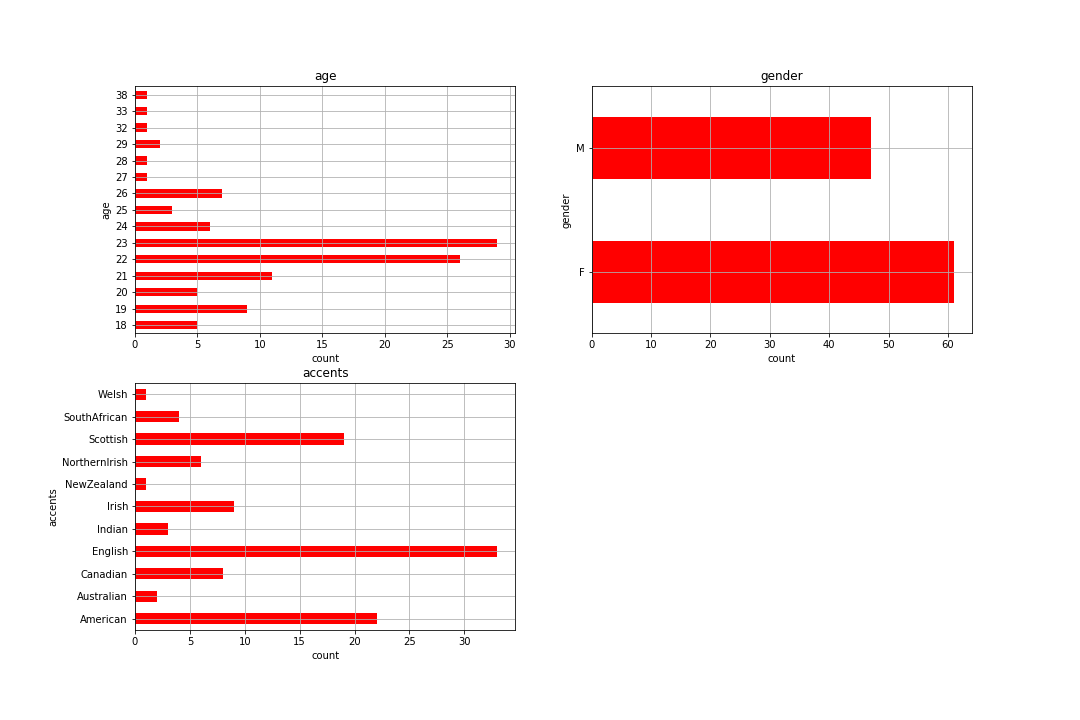 age
38
33
32
29
28
27
26
25
24
23
22
21
20
19
18
age
0 5 10 15 20 25 30
count
gender
M
F
gender
0 10 20 30 40 50 60
count
accents
Welsh
SouthAfrican
Scottish
NorthernIrish
NewZealand
Irish
Indian
English
Canadian
Australian
American
accents
0 5 10 15 20 25 30
count